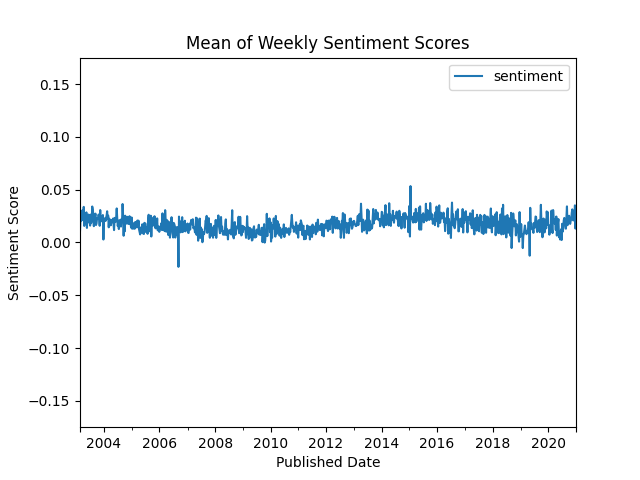 Mean of Weekly Sentiment Scores
sentiment
0.15
0.10
0.05
0.00
−0.05
−0.10
−0.15
Sentiment Score
2004 2006 2008 2010 2012 2014 2016 2018 2020
Published Date